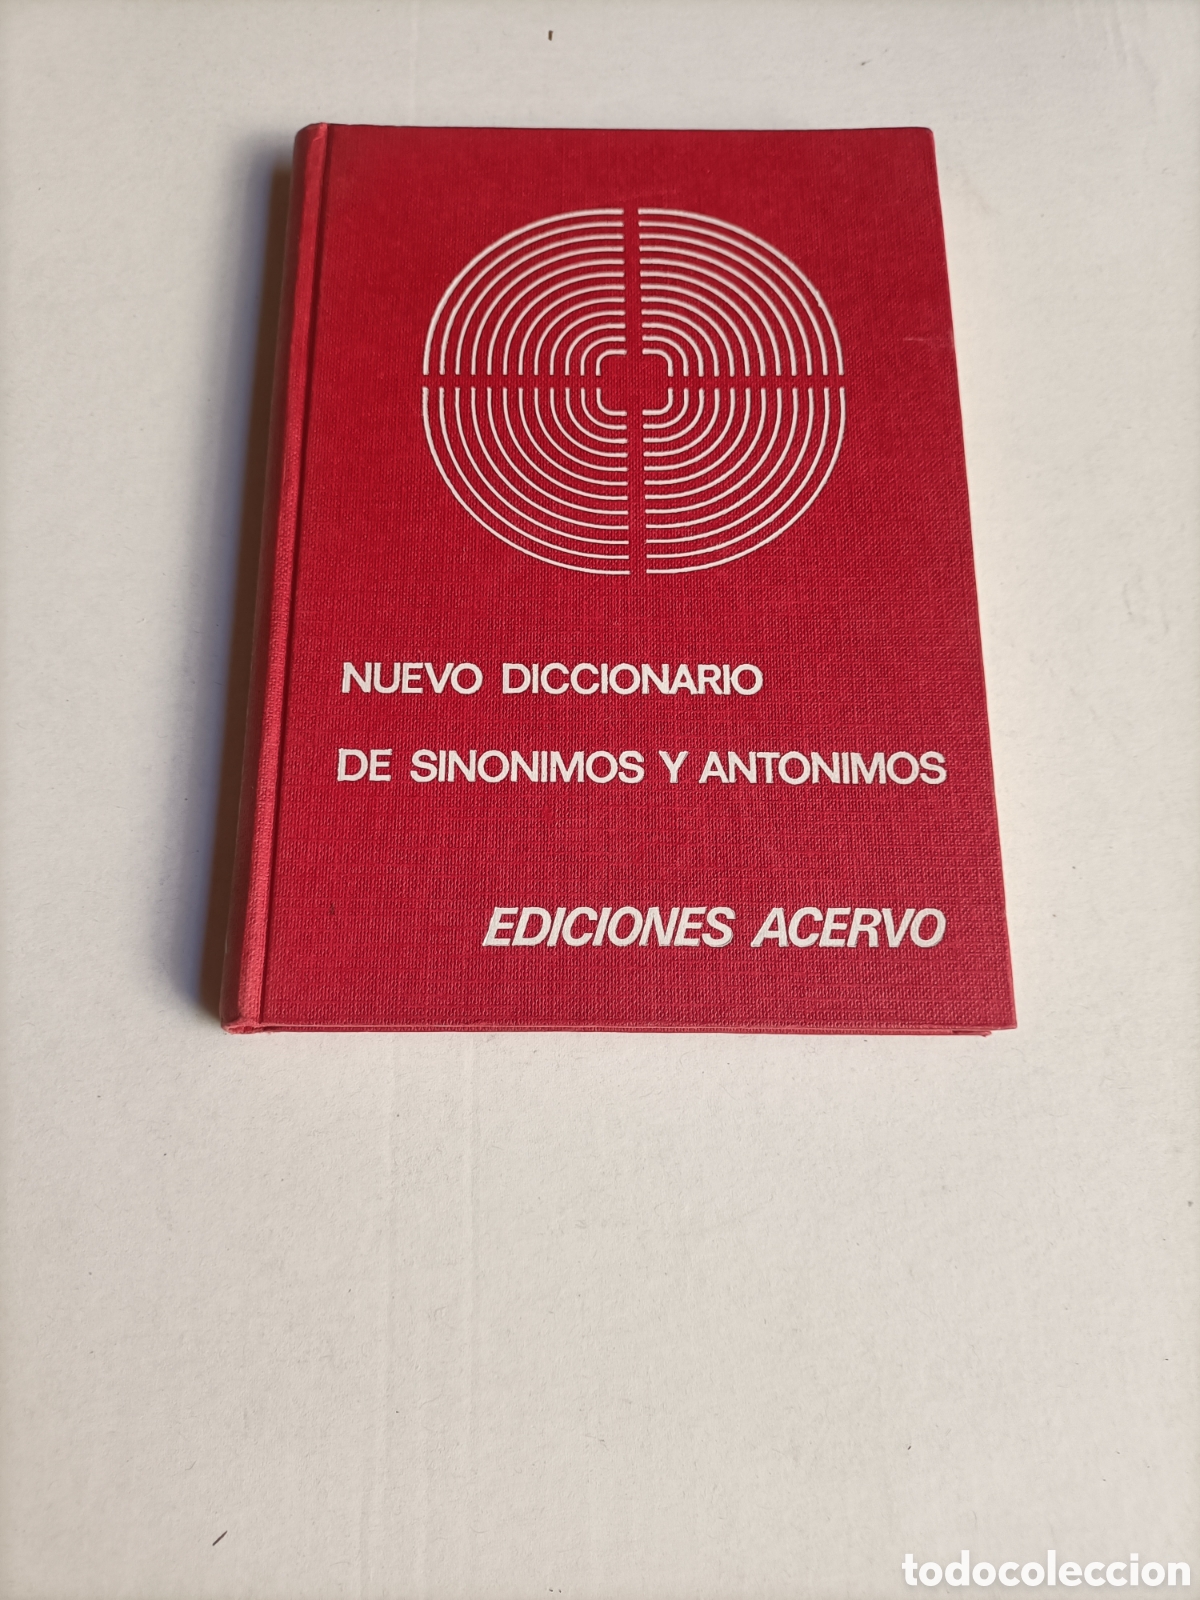 NUEVO DICCIONARIO
DE SINONIMOS Y ANTONIMOS
EDICIONES ACERVO
todocoleccion